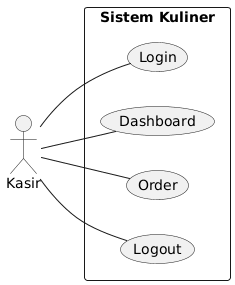 Sistem Kuliner
Login
Dashboard
Order
Kasir
Logout